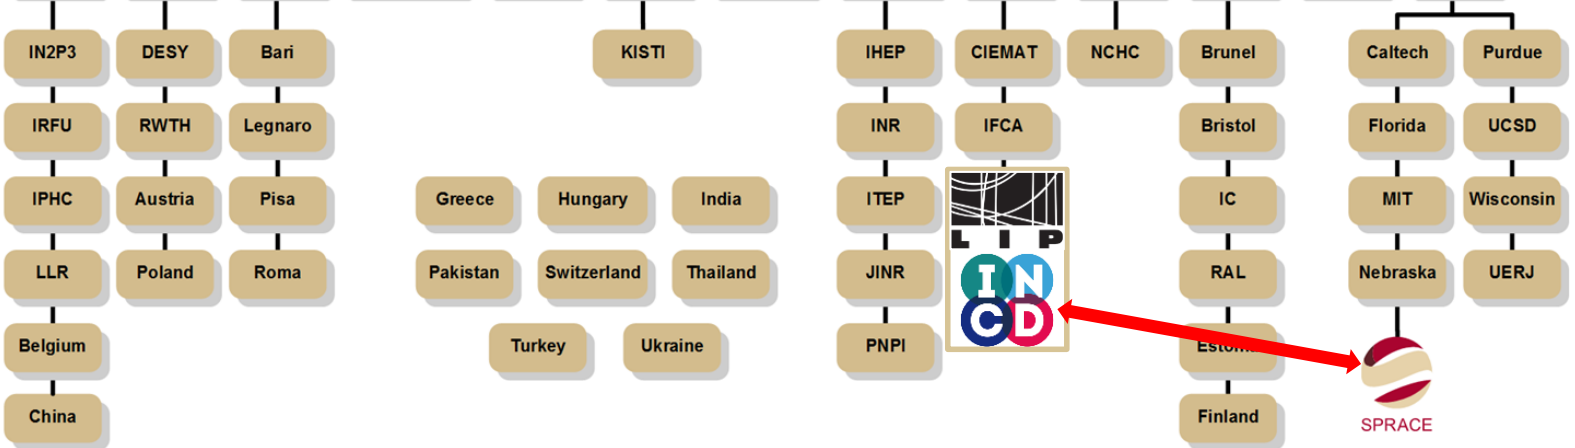 IN2P3
IRFU
IPHC
LLR
Belgium
China
DESY
RWTH
Austria
Poland
Bari
Legnaro
Pisa
Roma
KISTI
Greece
Hungary
India
Pakistan
Switzerland
Thailand
Turkey
Ukraine
IHEP
INR
ITEP
JINR
PNPI
CIEMAT
IFCA
LIP
IN
CD
NCHC
Brunel
Bristol
IC
RAL
Finland
Caltech
Florida
MIT
Nebraska
SPRACE
Purdue
UCSD
Wisconsin
UERJ